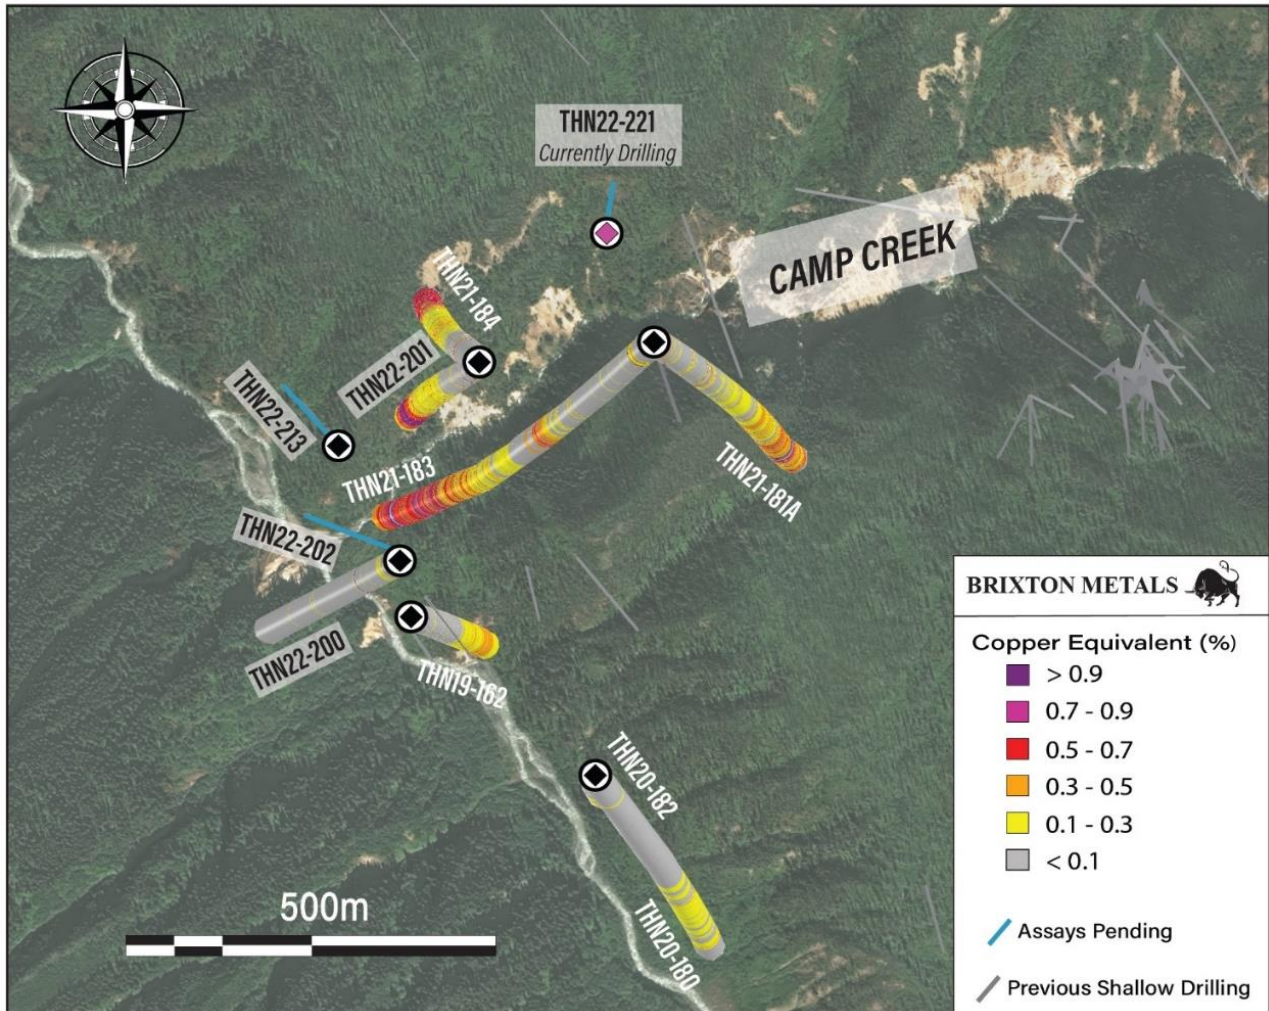 THN22-221
Currently Drilling
CAMP CREEK
THN21-184
THN22-201
THN22-213
THN21-183
THN21-181A
THN22-202
THN22-200
THN19-162
THN20-182
THN20-180
500m
BRIXTON METALS
Copper Equivalent (%)
> 0.9
0.7 - 0.9
0.5 - 0.7
0.3 - 0.5
0.1 - 0.3
< 0.1
Assays Pending
Previous Shallow Drilling